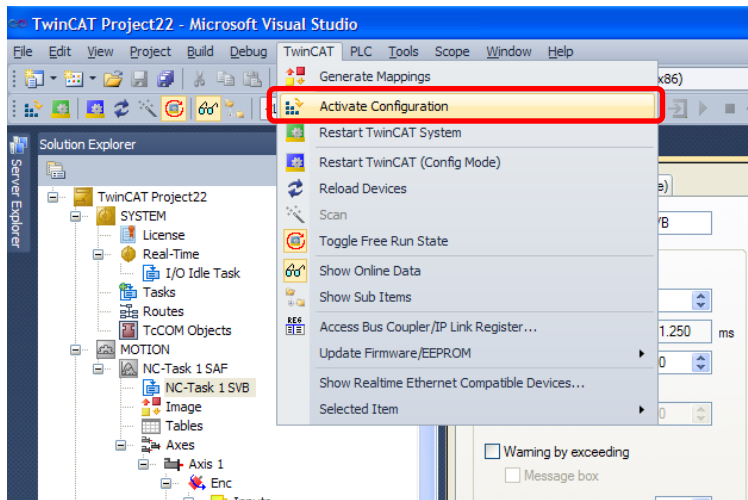 TwinCAT Project22 - Microsoft Visual Studio
File Edit View Project Build Debug TwinCAT PLC Tools Scope Window Help
Generate Mappings
x86)
Activate Configuration
Restart TwinCAT System
Solution Explorer
Restart TwinCAT (Config Mode)
Server Explorer
Reload Devices
e)
TwinCAT Project22
SYSTEM
Scan
VB
License
Toggle Free Run State
Real-Time
I/O Idle Task
Show Online Data
Tasks
Show Sub Items
Routes
TcCOM Objects
REG
Access Bus Coupler/IP Link Register...
1.250 ms
MOTION
Update Firmware/EEPROM
0
NC-Task 1 SAF
NC-Task 1 SVB
Show Realtime Ethernet Compatible Devices...
Image
Selected Item
0
Tables
Axes
Warning by exceeding
Axis 1
Message box
Enc
Inputs